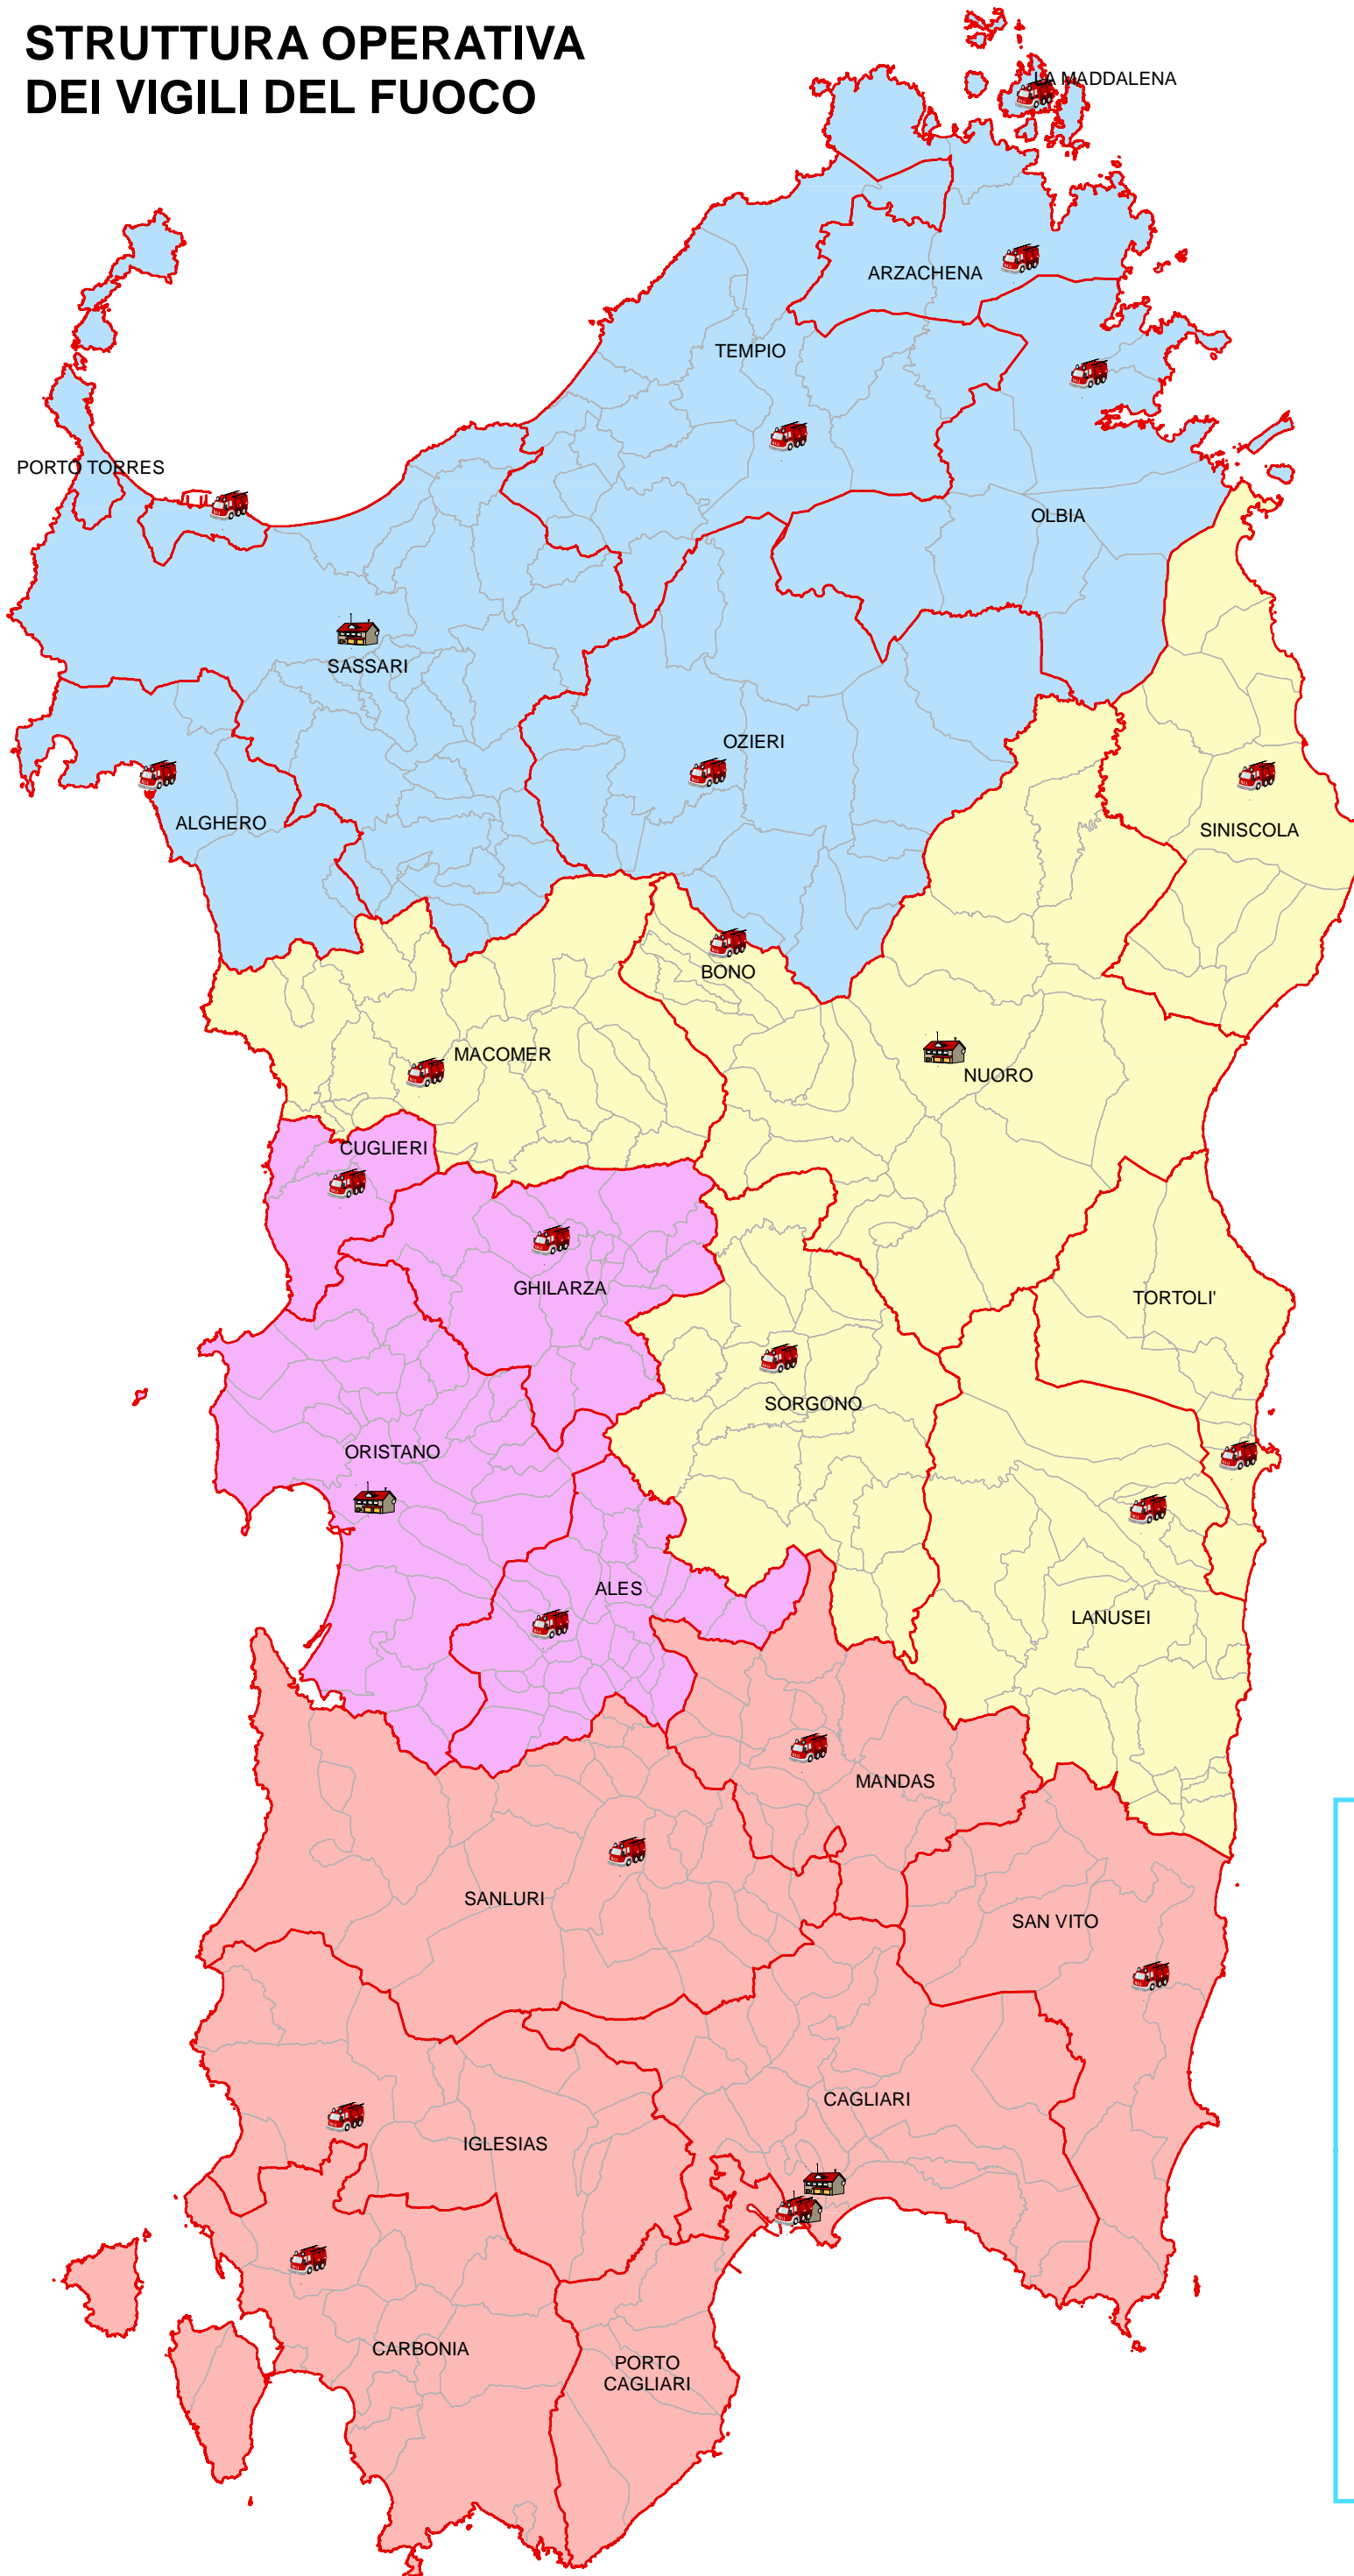 STRUTTURA OPERATIVA
DEI VIGILI DEL FUOCO
LA MADDALENA
ARZACHENA
TEMPIO
PORTO TORRES
OLBIA
SASSARI
OZIERI
ALGHERO
SINISCOLA
BONO
MACOMER
NUORO
CUGLIERI
GHILARZA
TORTOLI'
SORGONO
ORISTANO
ALES
LANUSEI
MANDAS
SANLURI
SAN VITO
CAGLIARI
IGLESIAS
CARBONIA
PORTO
CAGLIARI